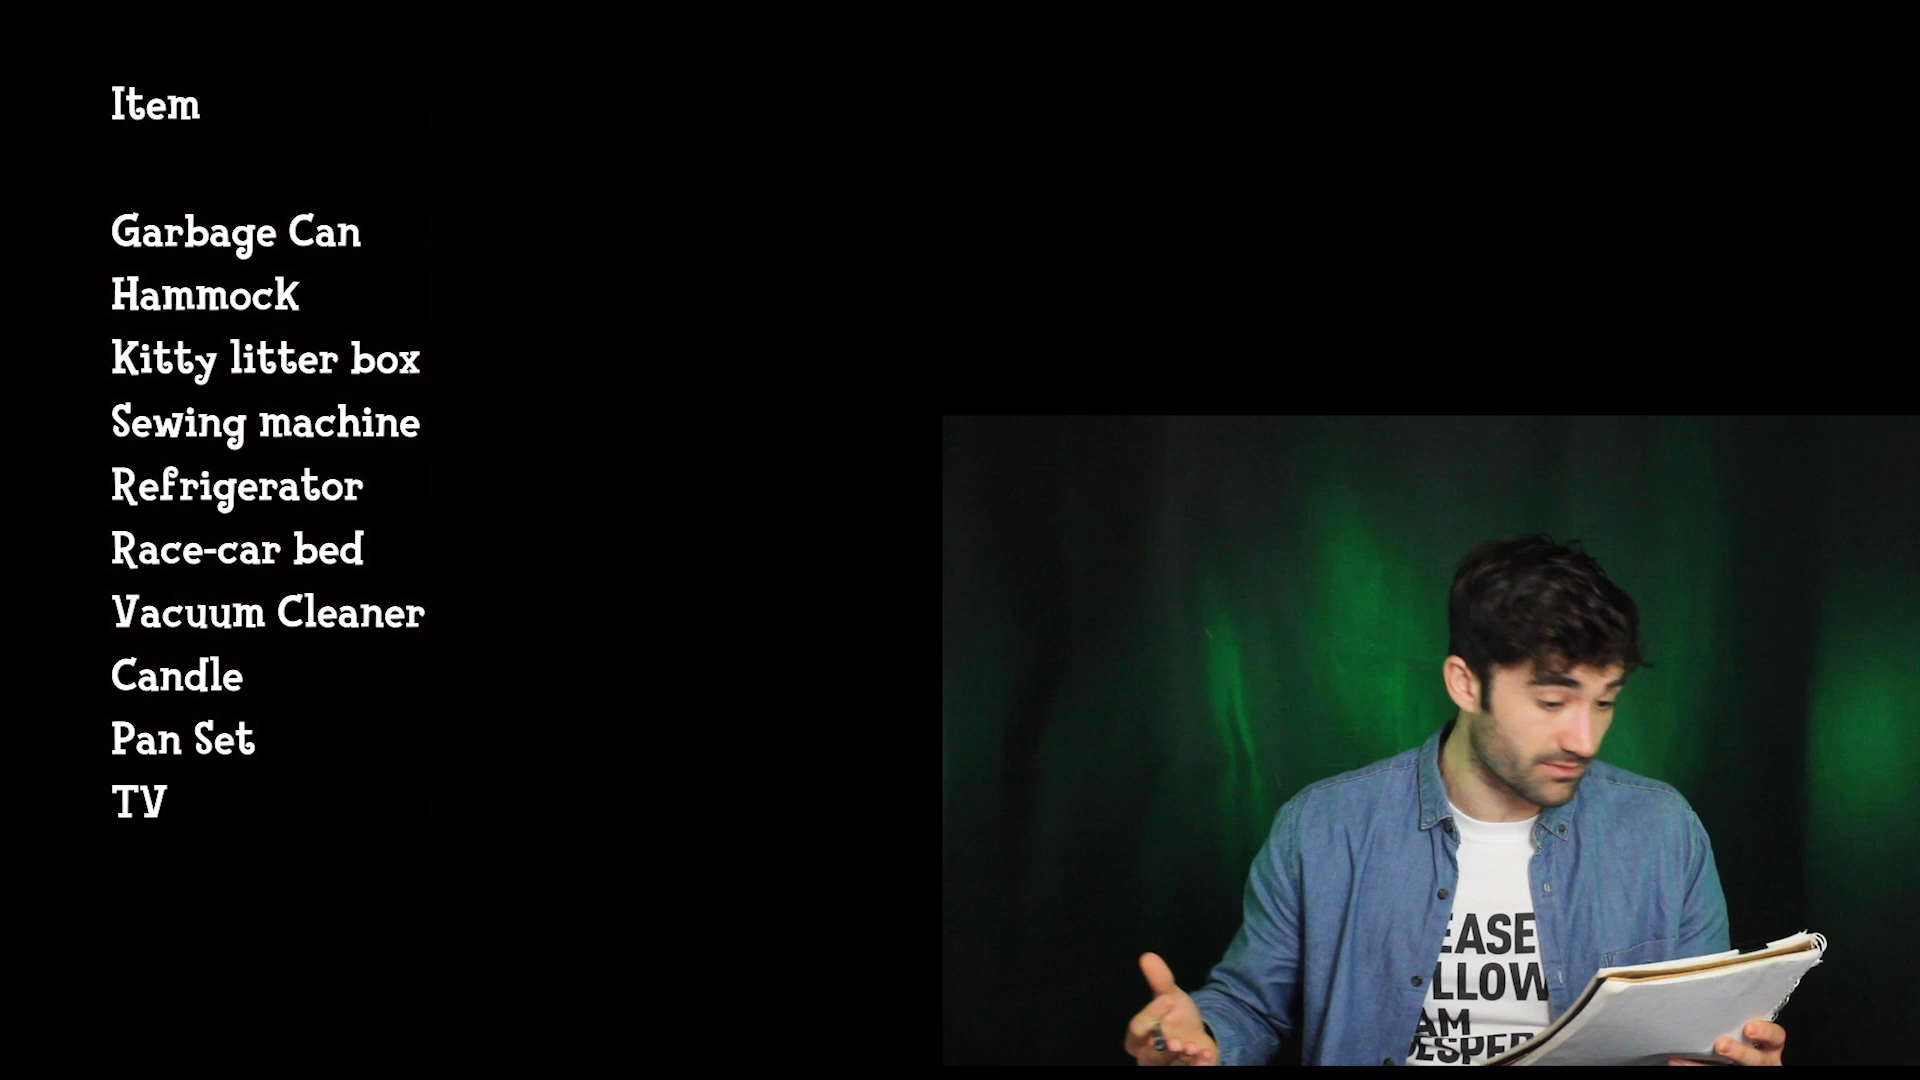 Item
Garbage Can
Hammock
Kitty litter box
Sewing machine
Refrigerator
Race-car bed
Vacuum Cleaner
Candle
Pan Set
TV
EASE
LLOW
AM